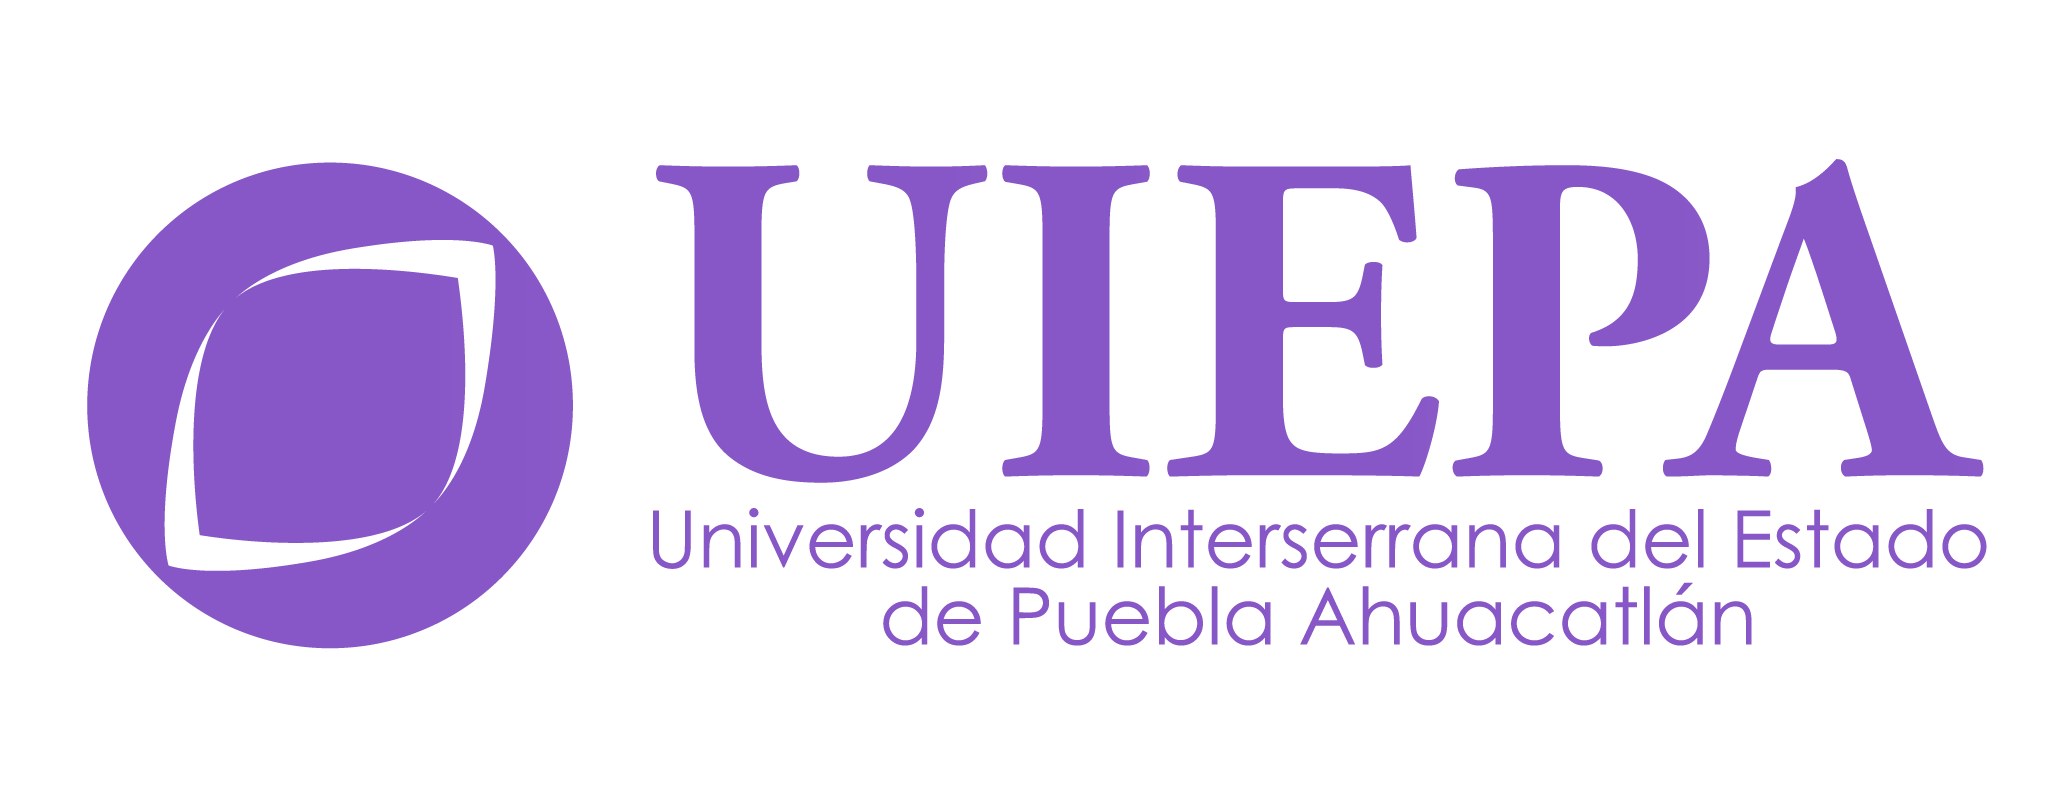 UIEPA
Universidad Interserrana del Estado
de Puebla Ahuacatlán